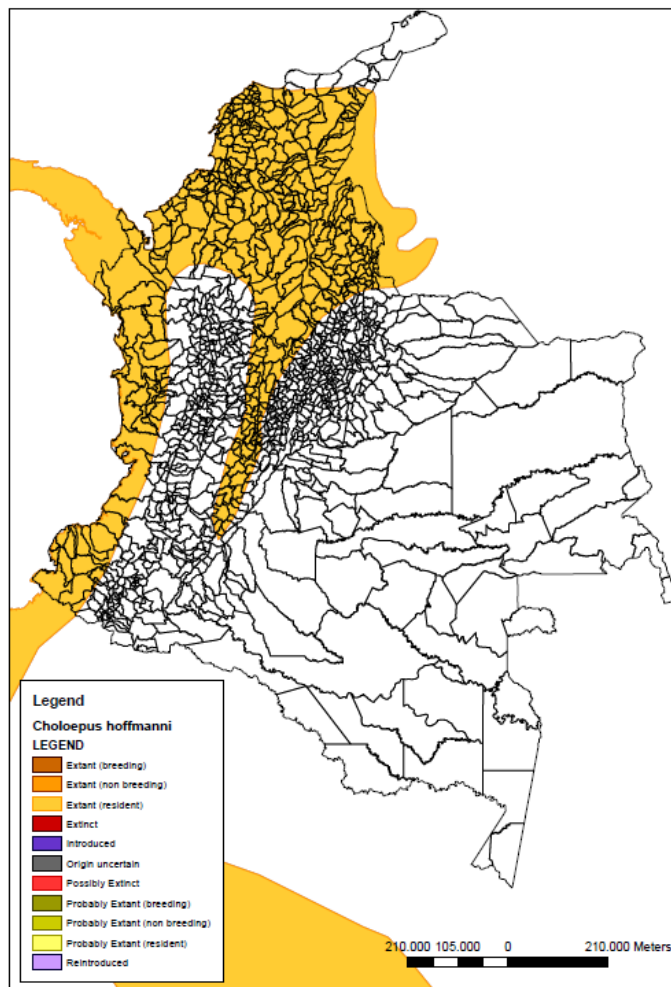 Legend
Choloepus hoffmanni
LEGEND
Extant (breeding)
Extant (non breeding)
Extant (resident)
Extinct
Introduced
Origin uncertain
Possibly Extinct
Probably Extant (breeding)
Probably Extant (non breeding)
Probably Extant (resident)
Reintroduced
210.000 105.000 0 210.000 Meters